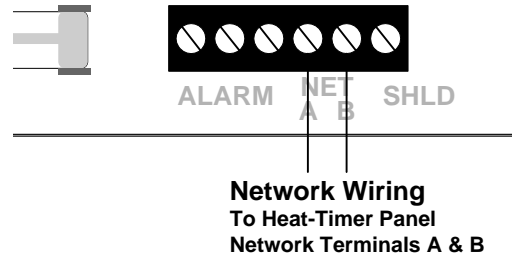 ALARM NET SHLD
A B
Network Wiring
To Heat-Timer Panel
Network Terminals A & B